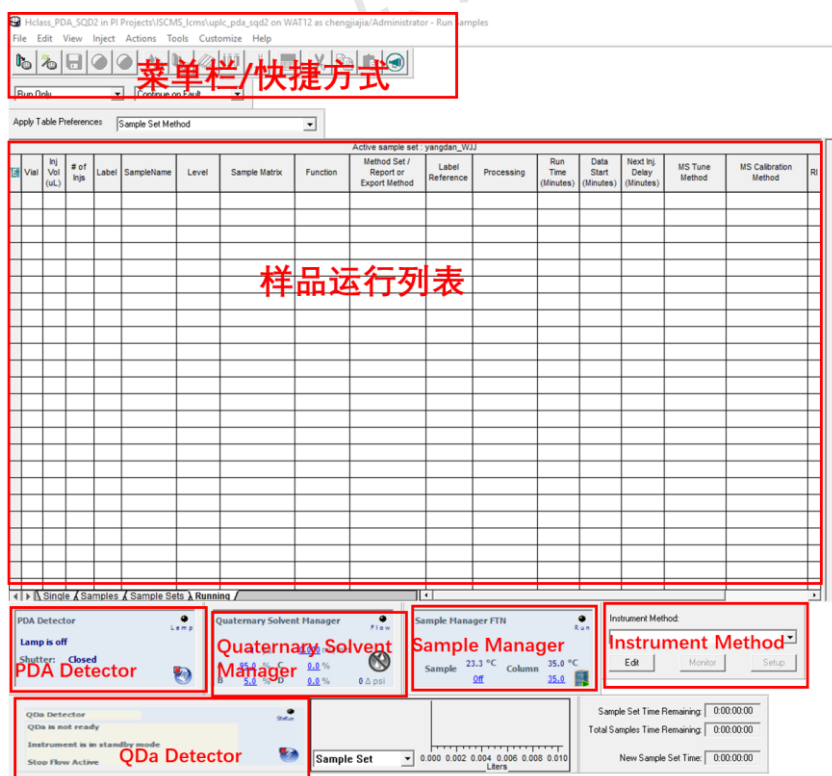 Hclass_PDA_SQD2 in PI Projects\ISCMS_lcms\uplc_pda_sqd2 on WAT12 as chengjiajia/Administrator - Run Samples
File Edit View Inject Actions Tools Customize Help
菜单栏/快捷方式
Run Only Continue on Fault
Apply Table Preferences Sample Set Method
Active sample set : yangdan_WJJ
Vial Inj Vol (uL) # of Injs Label SampleName Level Sample Matrix Function Method Set / Report or Export Method Label Reference Processing Run Time (Minutes) Data Start (Minutes) Next Inj. Delay (Minutes) MS Tune Method MS Calibration Method RI
样品运行列表
Single Samples Sample Sets Running
PDA Detector
Lamp
Lamp is off
Shutter: Closed
PDA Detector
Quaternary Solvent Manager
Flow
Quaternary Solvent Manager
95.0 % C 0.0 %
B 5.0 % D 0.0 % 0 Δ psi
Sample Manager FTN
Run
Sample Manager
Sample 23.3 °C Column 35.0 °C
Off 35.0
Instrument Method:
Instrument Method
Edit Monitor Setup
QDa Detector
Status
QDa is not ready
Instrument is in standby mode
Stop Flow Active
QDa Detector
Sample Set
0.000 0.002 0.004 0.006 0.008 0.010
Liters
Sample Set Time Remaining: 0:00:00:00
Total Samples Time Remaining: 0:00:00:00
New Sample Set Time: 0:00:00:00